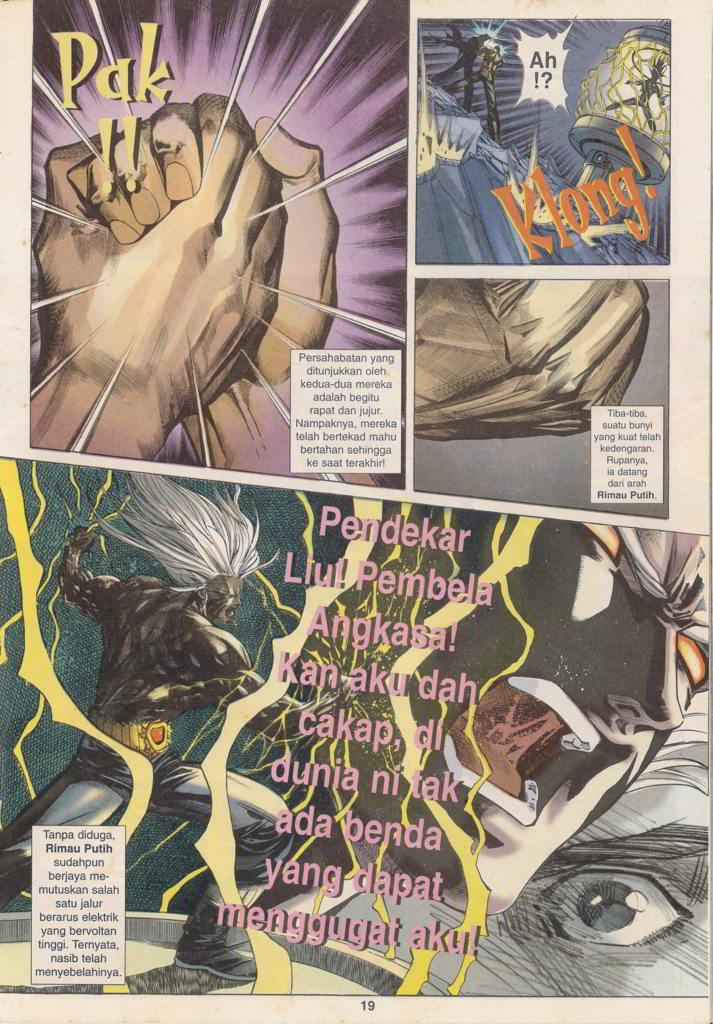 Pak
!!
Ah
!?
Klong!
Persahabatan yang
ditunjukkan oleh
kedua-dua mereka
adalah begitu
rapat dan jujur.
Nampaknya, mereka
telah bertekad mahu
bertahan sehingga
ke saat terakhir!
Tiba-tiba,
suatu bunyi
yang kuat telah
kedengaran.
Rupanya,
ia datang
dari arah
Rimau Putih.
Pendekar
Liu! Pembela
Angkasa!
Kan aku dah
cakap, di
dunia ni tak
ada benda
yang dapat
menggugat aku!
Tanpa diduga,
Rimau Putih
sudahpun
berjaya me-
mutuskan salah
satu jalur
berarus elektrik
yang bervoltan
tinggi. Ternyata,
nasib telah
menyebelahinya.
19